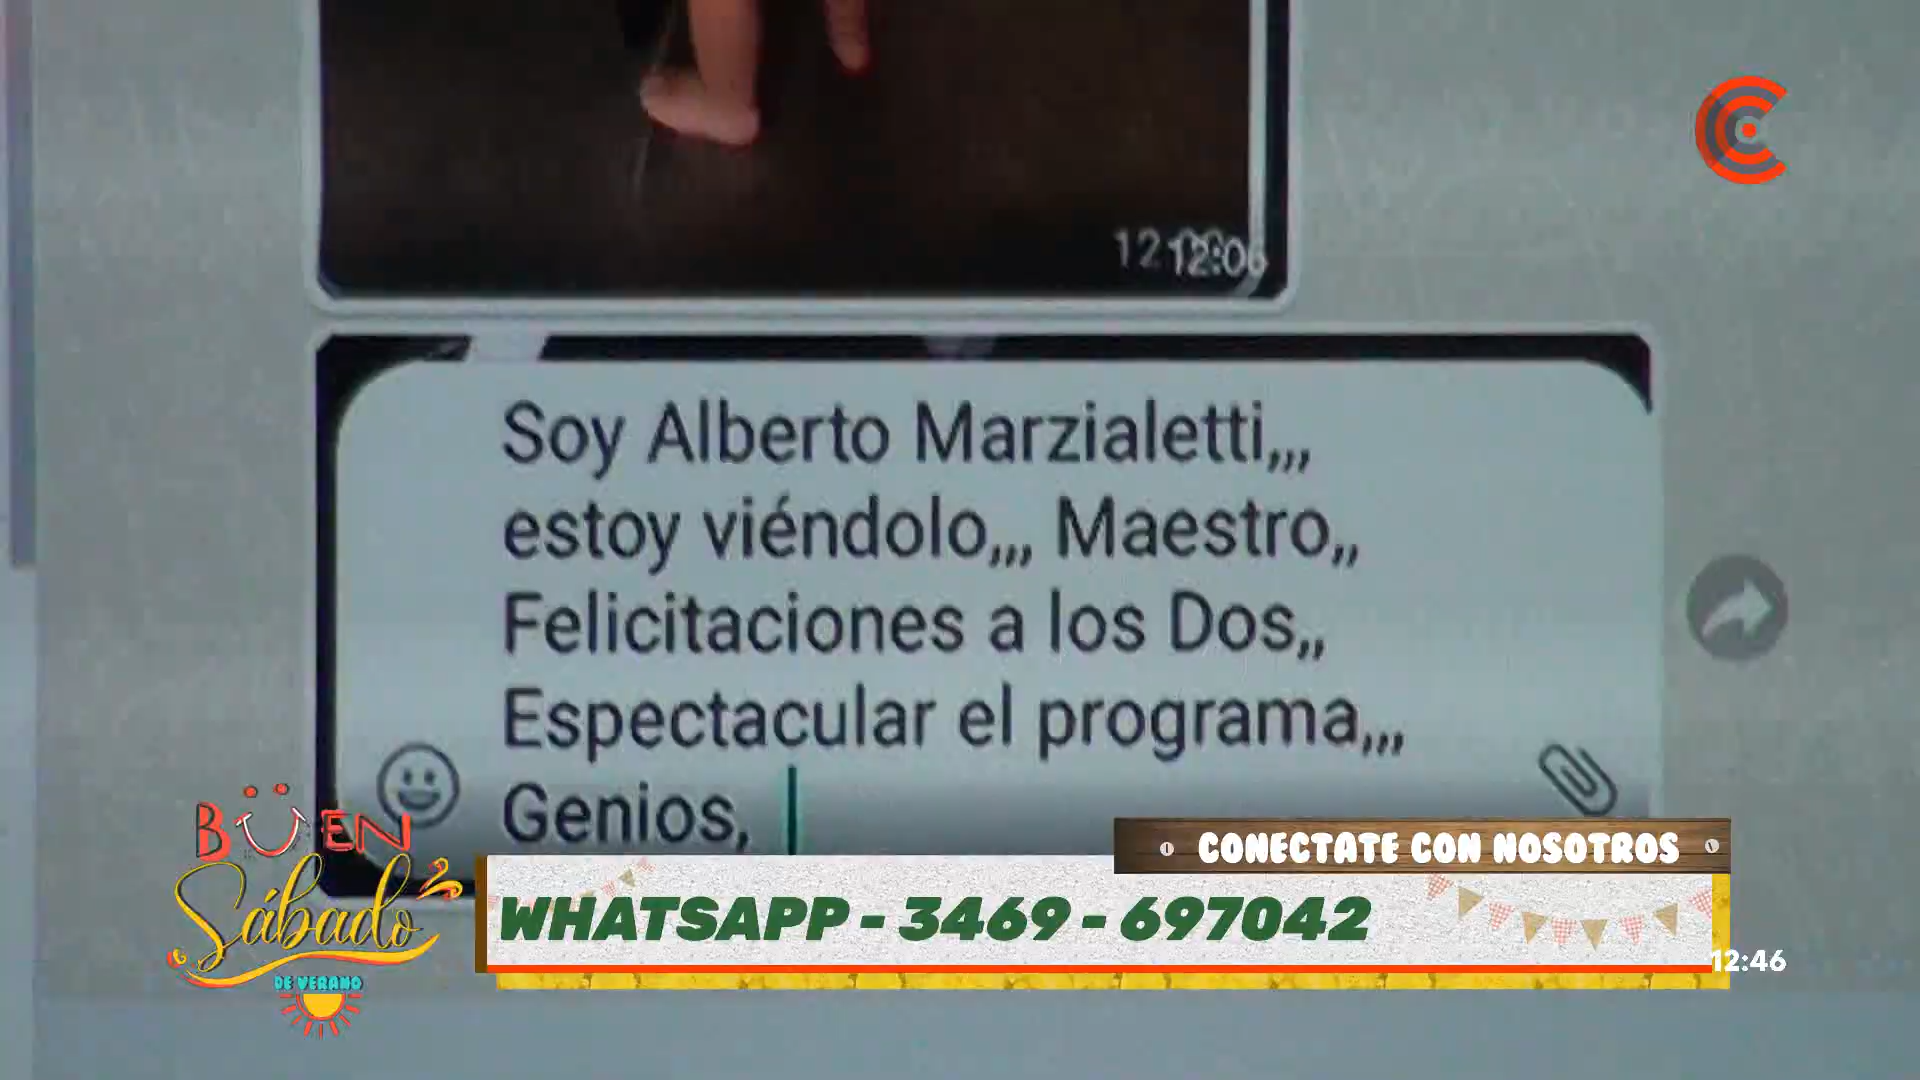 12:06
Soy Alberto Marzialetti,,,
estoy viéndolo,,, Maestro,,
Felicitaciones a los Dos,,
Espectacular el programa,,,
Genios,
BÜEN
Sábado
DE VERANO
CONECTATE CON NOSOTROS
WHATSAPP - 3469 - 697042
12:46